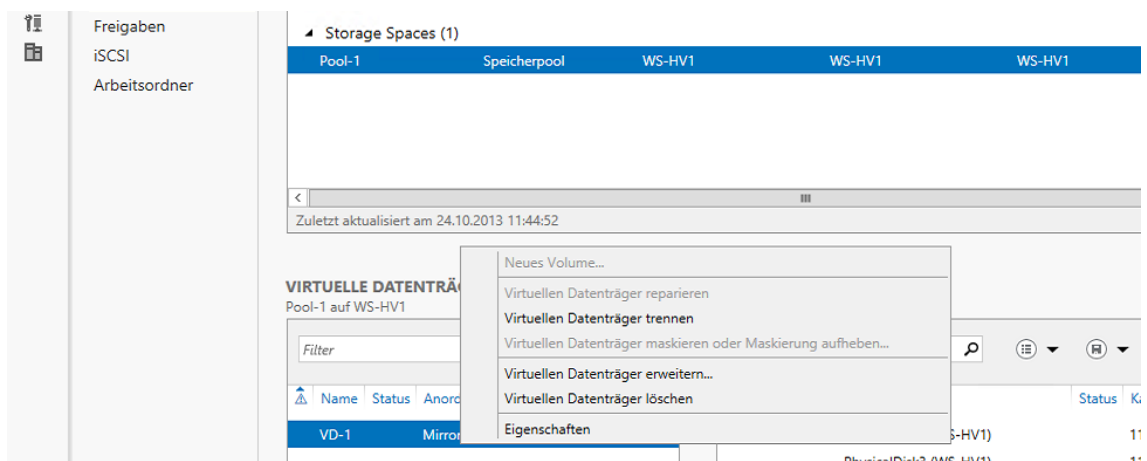 Freigaben
iSCSI
Arbeitsordner
Storage Spaces (1)
Pool-1 Speicherpool WS-HV1 WS-HV1 WS-HV1
Zuletzt aktualisiert am 24.10.2013 11:44:52
VIRTUELLE DATENTRÄ
Pool-1 auf WS-HV1
Filter
Name Status Anord
VD-1 Mirror
Neues Volume...
Virtuellen Datenträger reparieren
Virtuellen Datenträger trennen
Virtuellen Datenträger maskieren oder Maskierung aufheben...
Virtuellen Datenträger erweitern...
Virtuellen Datenträger löschen
Eigenschaften
Status Ka
S-HV1) 11